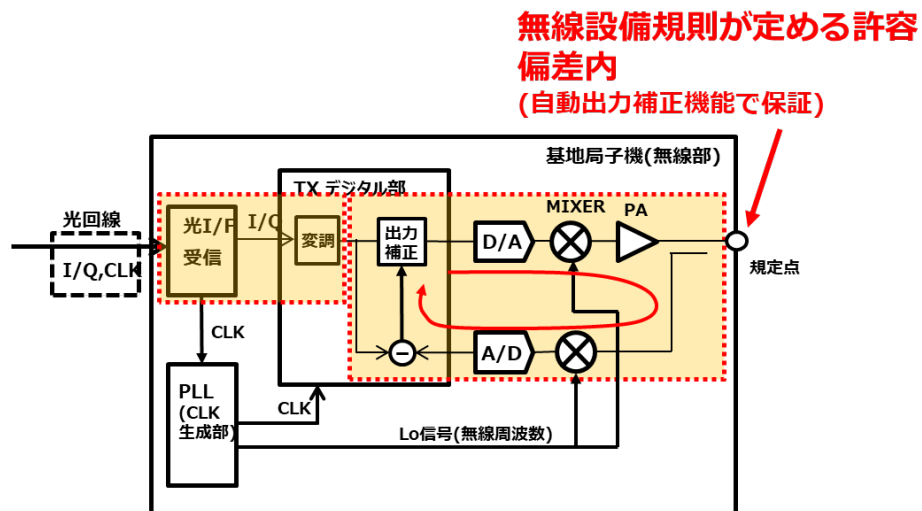 無線設備規則が定める許容
偏差内
(自動出力補正機能で保証)
基地局子機(無線部)
TX デジタル部
光回線
I/Q,CLK
光I/F
受信
I/Q
変調
出力
補正
D/A
MIXER
PA
規定点
CLK
−
A/D
PLL
(CLK
生成部)
CLK
Lo信号(無線周波数)